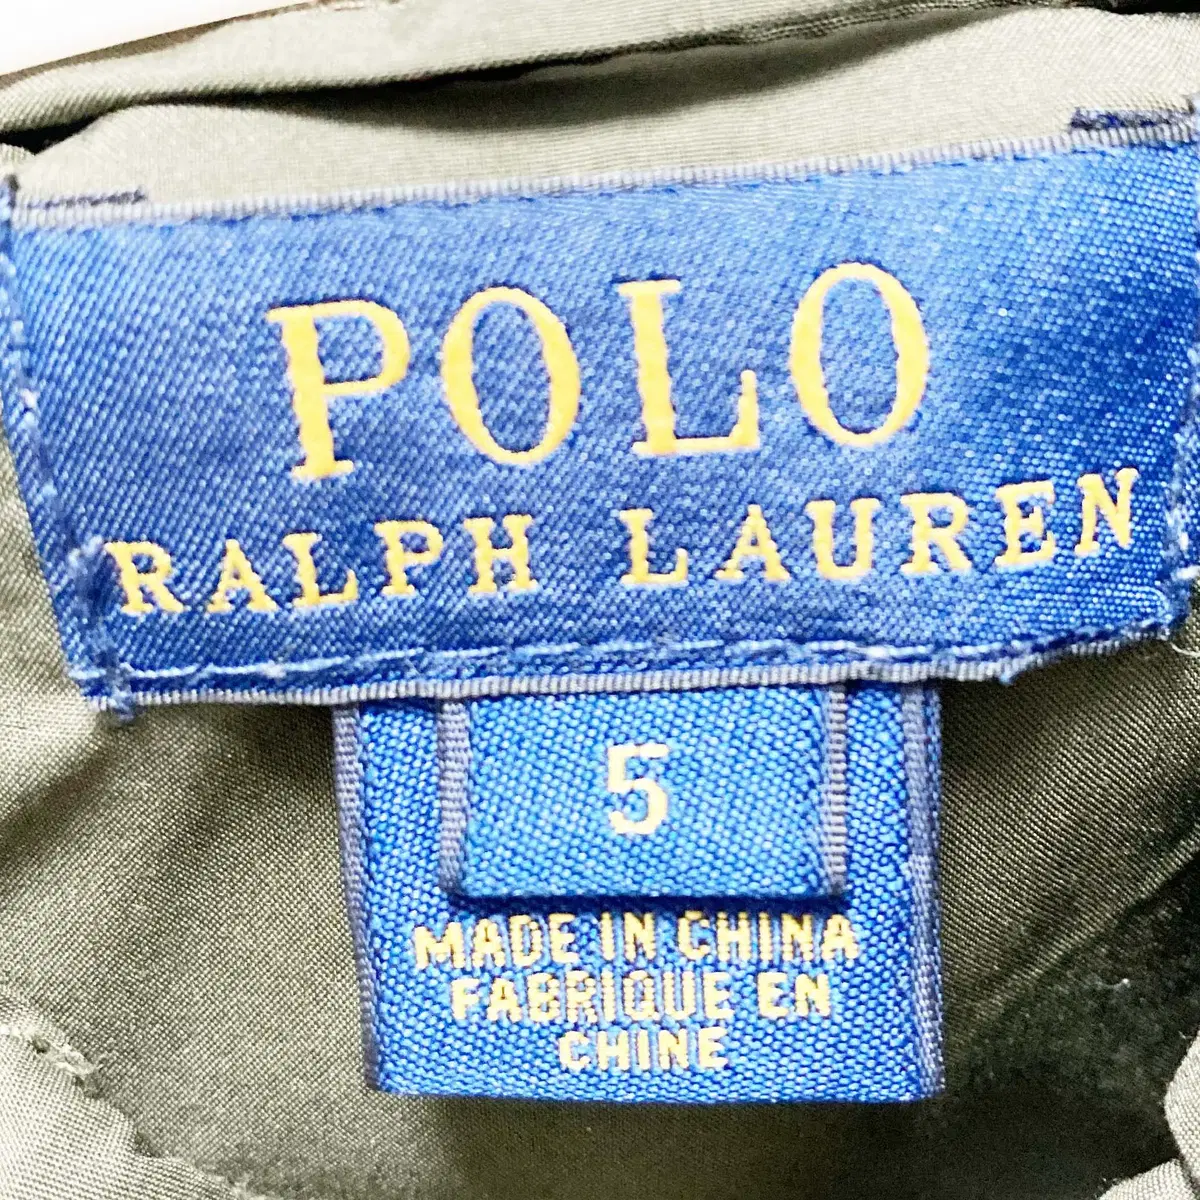 POLO
RALPH LAUREN
5
MADE IN CHINA
FABRIQUE EN
CHINE